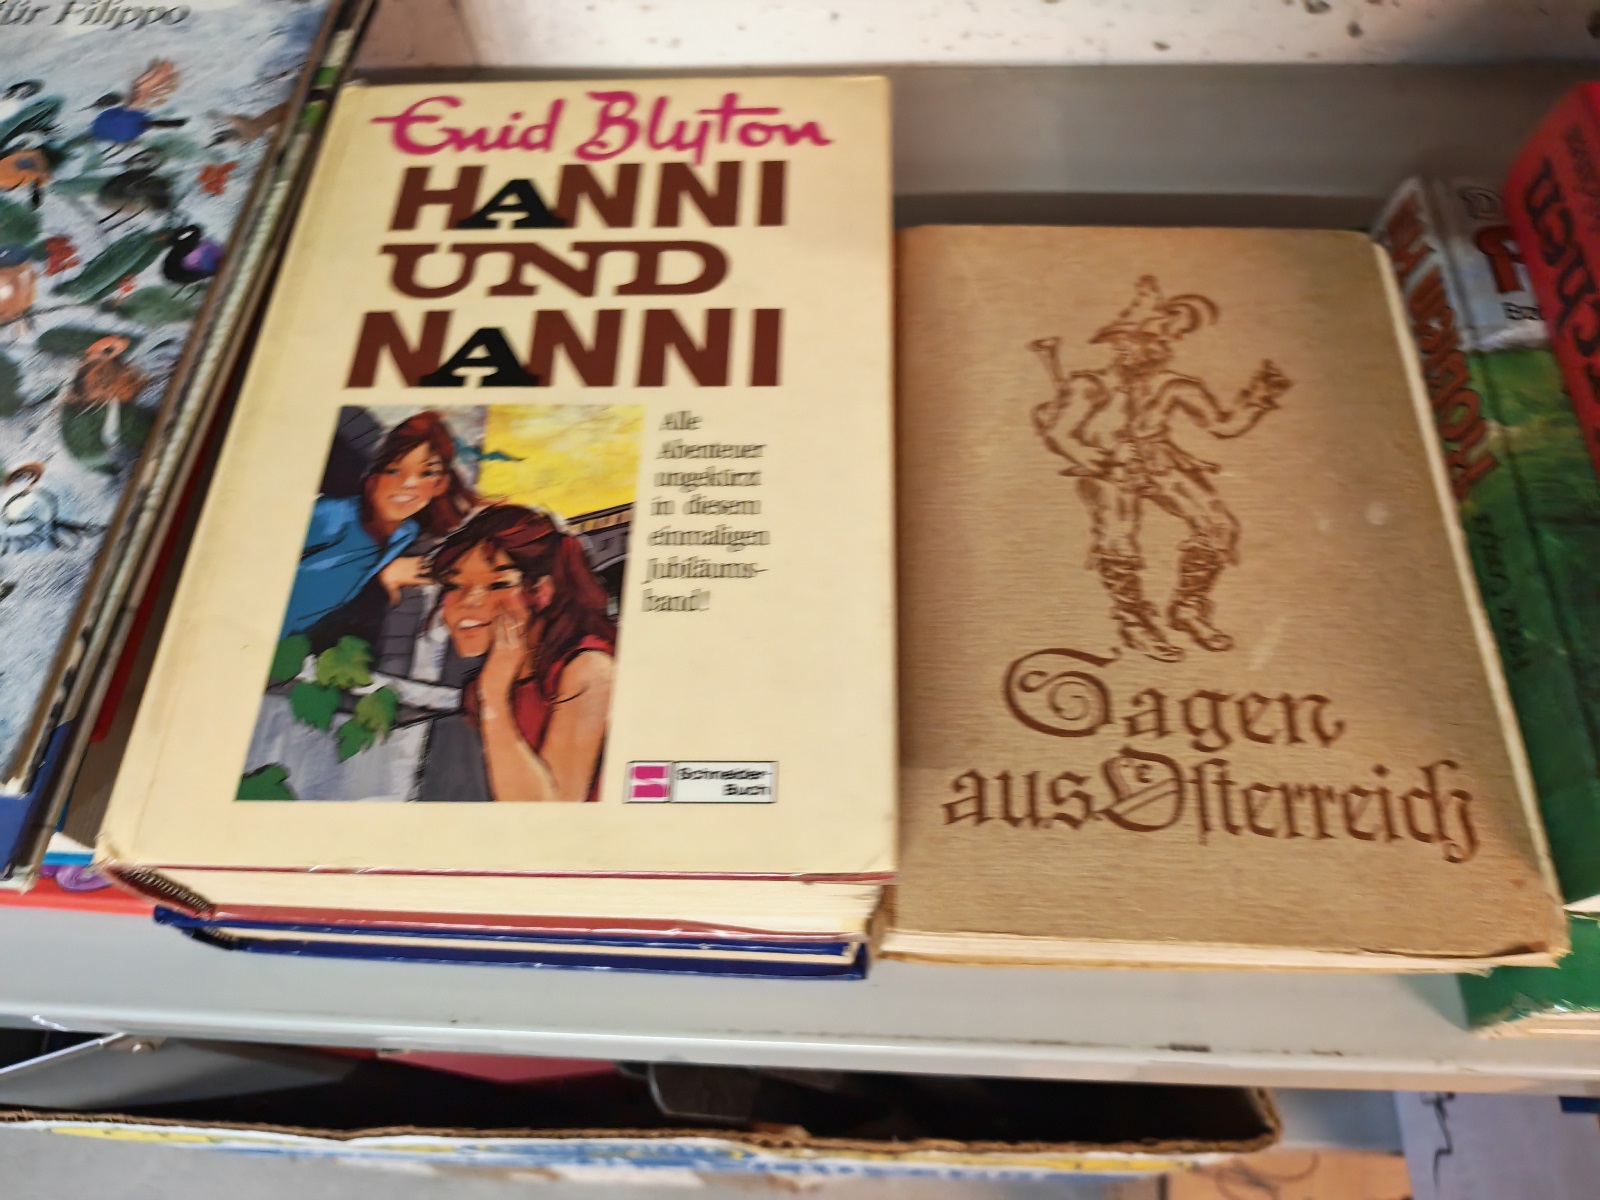 für Filippo
Enid Blyton
HANNI
UND
NANNI
Alle
Abenteuer
ungekürzt
in diesem
einmaligen
Jubiläums-
band!
Schneider-
Buch
Sagen
aus Österreich